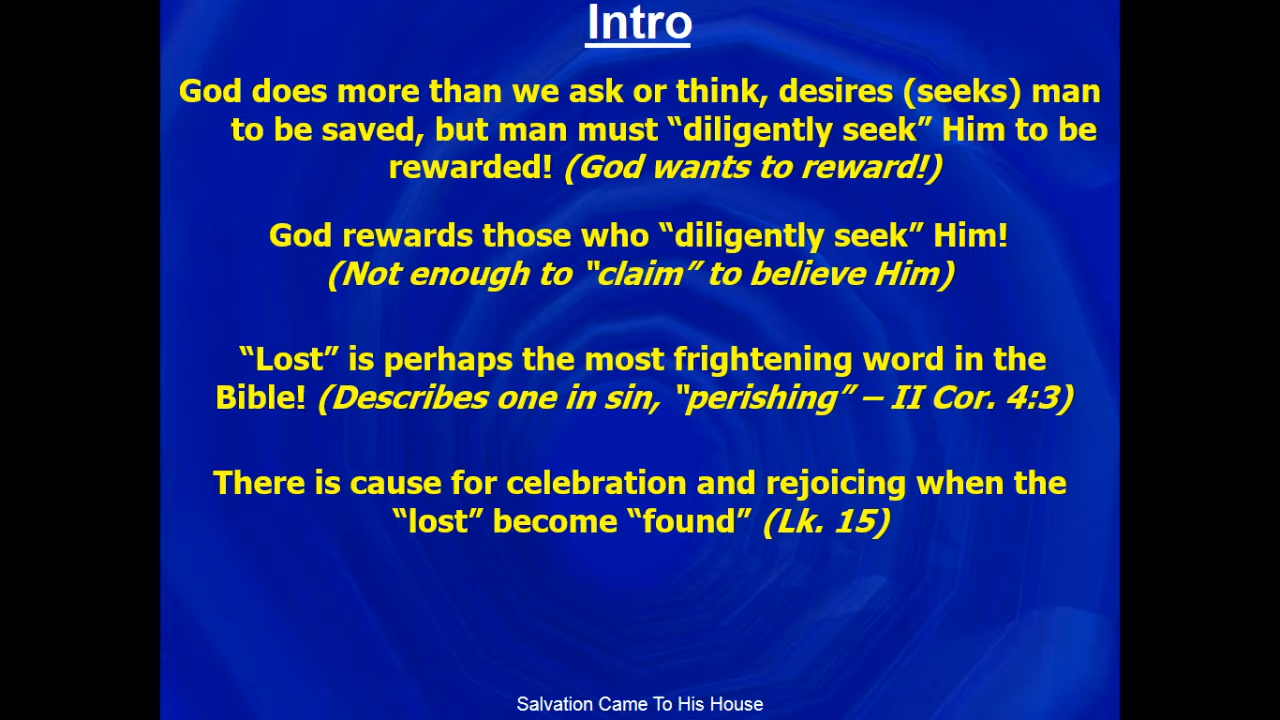 Intro
God does more than we ask or think, desires (seeks) man
to be saved, but man must “diligently seek” Him to be
rewarded! (God wants to reward!)
God rewards those who “diligently seek” Him!
(Not enough to “claim” to believe Him)
“Lost” is perhaps the most frightening word in the
Bible! (Describes one in sin, “perishing” – II Cor. 4:3)
There is cause for celebration and rejoicing when the
“lost” become “found” (Lk. 15)
Salvation Came To His House